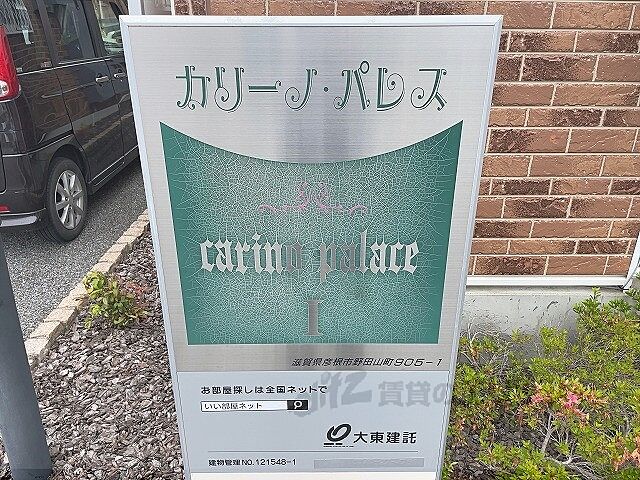 カリーノ・パレス
carino palace
I
滋賀県彦根市野田山町905-1
お部屋探しは全国ネットで
いい部屋ネット
大東建託
建物管理NO.121548-1
賃貸の